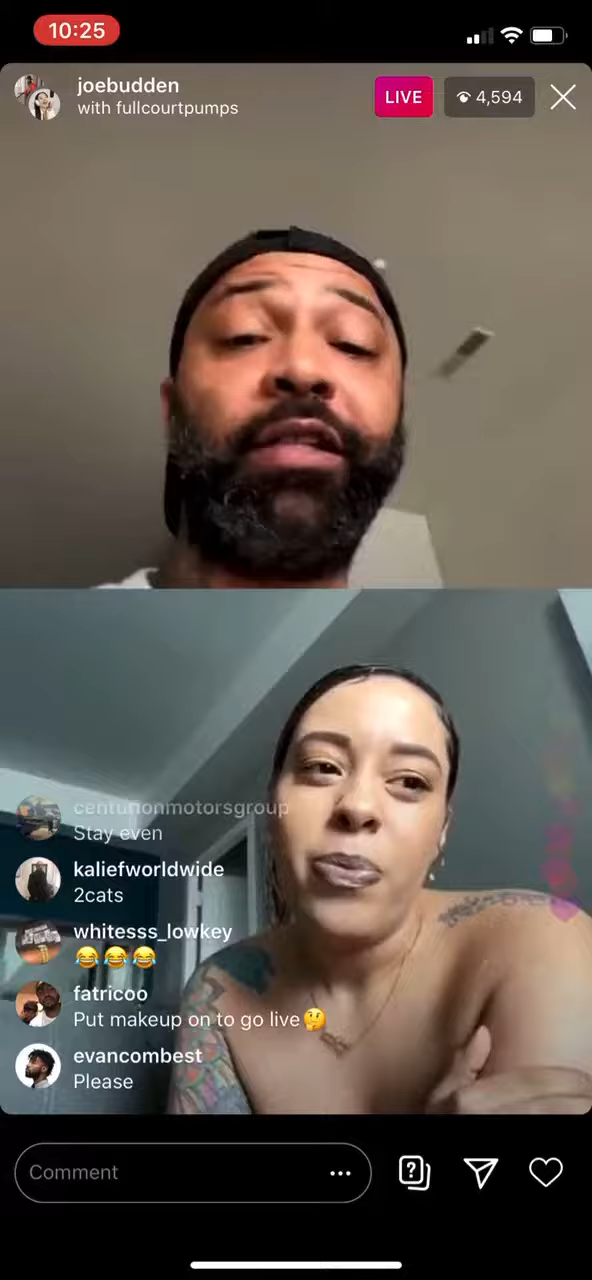 10:25
joebudden
with fullcourtpumps
LIVE
4,594
centurionmotorsgroup
Stay even
kaliefworldwide
2cats
whitesss_lowkey
😂😂😂
fatricoo
Put makeup on to go live🤔
evancombest
Please
Comment